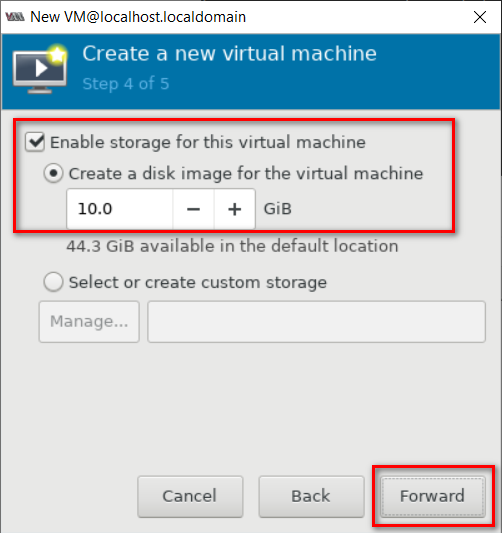 New VM@localhost.localdomain
Create a new virtual machine
Step 4 of 5
Enable storage for this virtual machine
Create a disk image for the virtual machine
10.0 − + GiB
44.3 GiB available in the default location
Select or create custom storage
Manage...
Cancel Back Forward